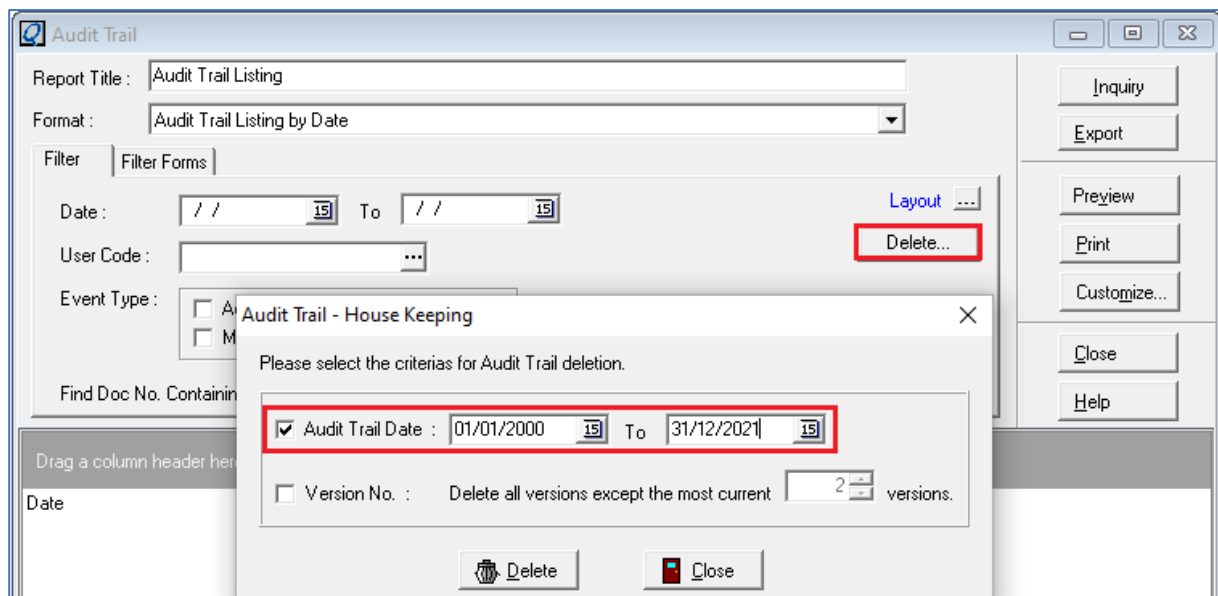 Audit Trail
Report Title : Audit Trail Listing
Inquiry
Format : Audit Trail Listing by Date
Export
Filter Filter Forms
Date : / / 15 To / / 15
Layout ...
Preview
User Code : ...
Delete...
Print
Event Type :
Customize...
Audit Trail - House Keeping
Please select the criterias for Audit Trail deletion.
Close
Find Doc No. Containin
Help
Audit Trail Date : 01/01/2000 15 To 31/12/2021 15
Drag a column header her
Version No. : Delete all versions except the most current 2 versions.
Date
Delete Close